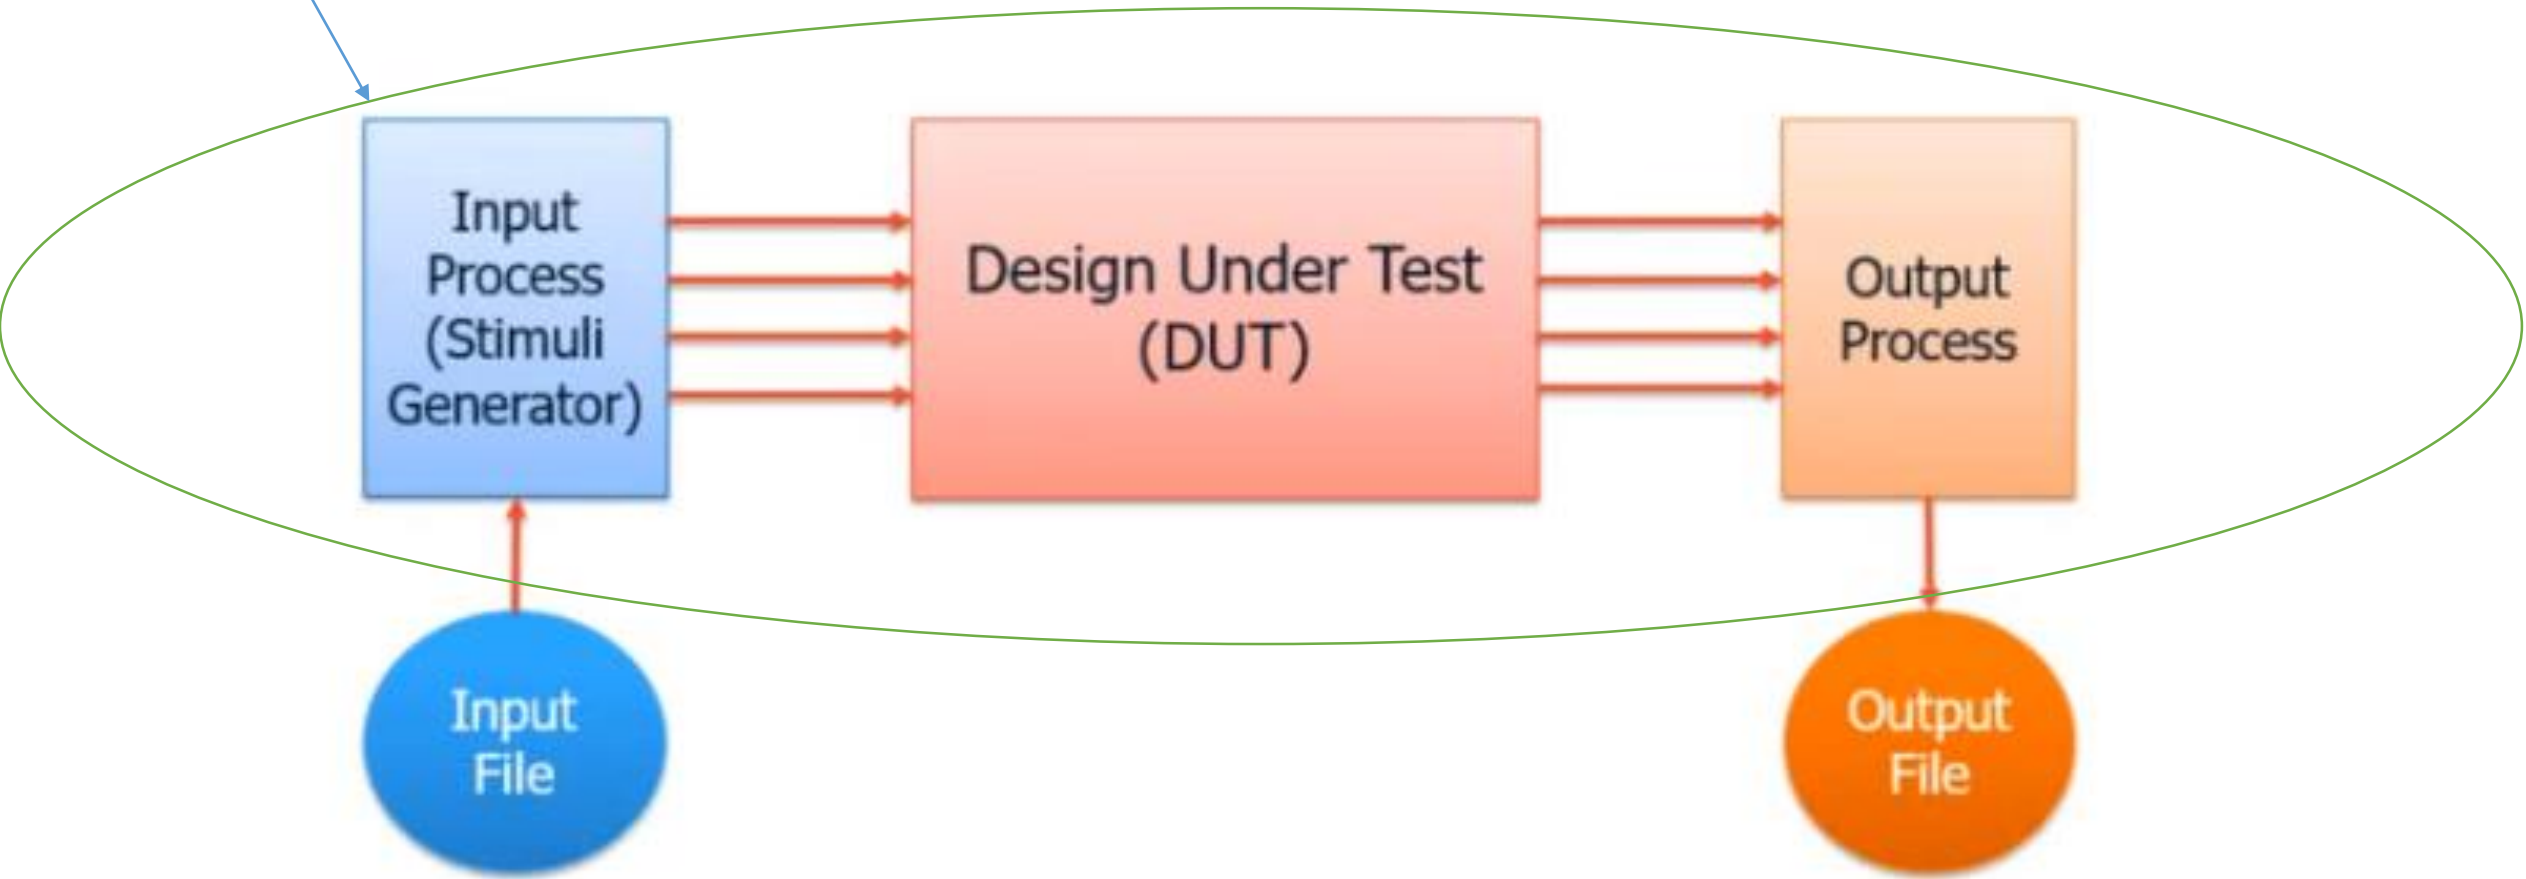 Input
Process
(Stimuli
Generator)
Design Under Test
(DUT)
Output
Process
Input
File
Output
File